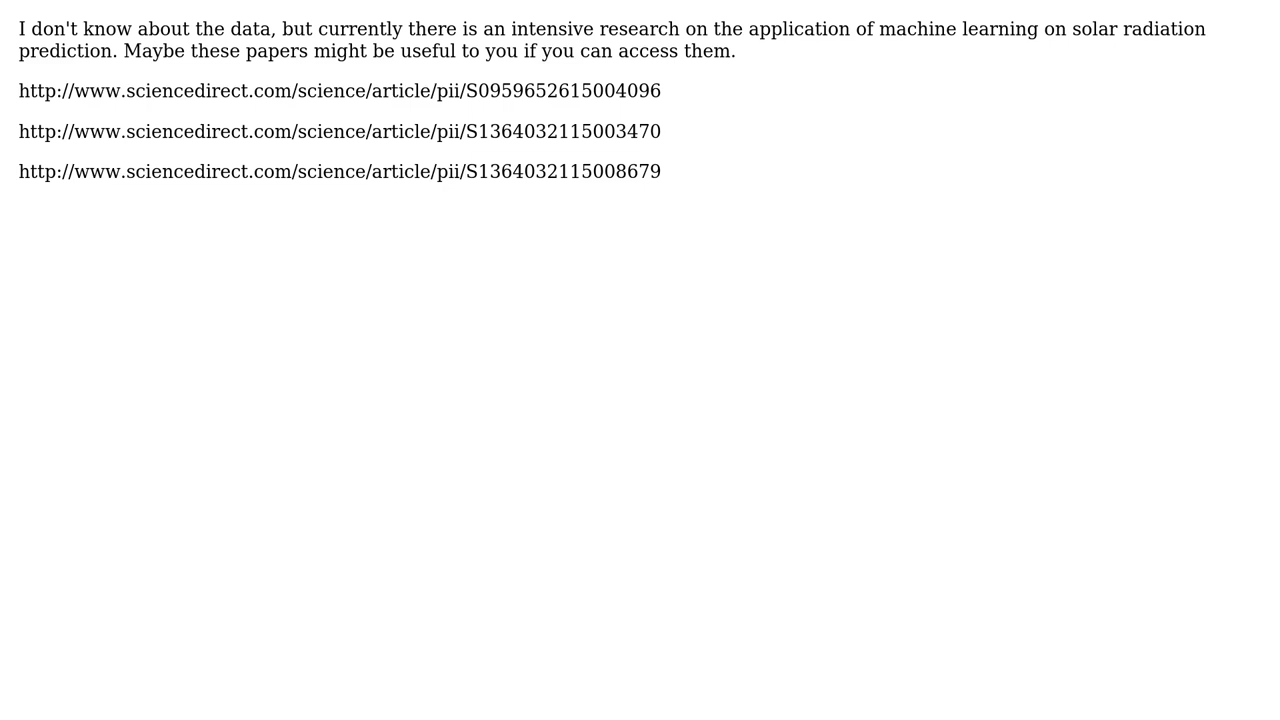 I don't know about the data, but currently there is an intensive research on the application of machine learning on solar radiation
prediction. Maybe these papers might be useful to you if you can access them.
http://www.sciencedirect.com/science/article/pii/S0959652615004096
http://www.sciencedirect.com/science/article/pii/S1364032115003470
http://www.sciencedirect.com/science/article/pii/S1364032115008679